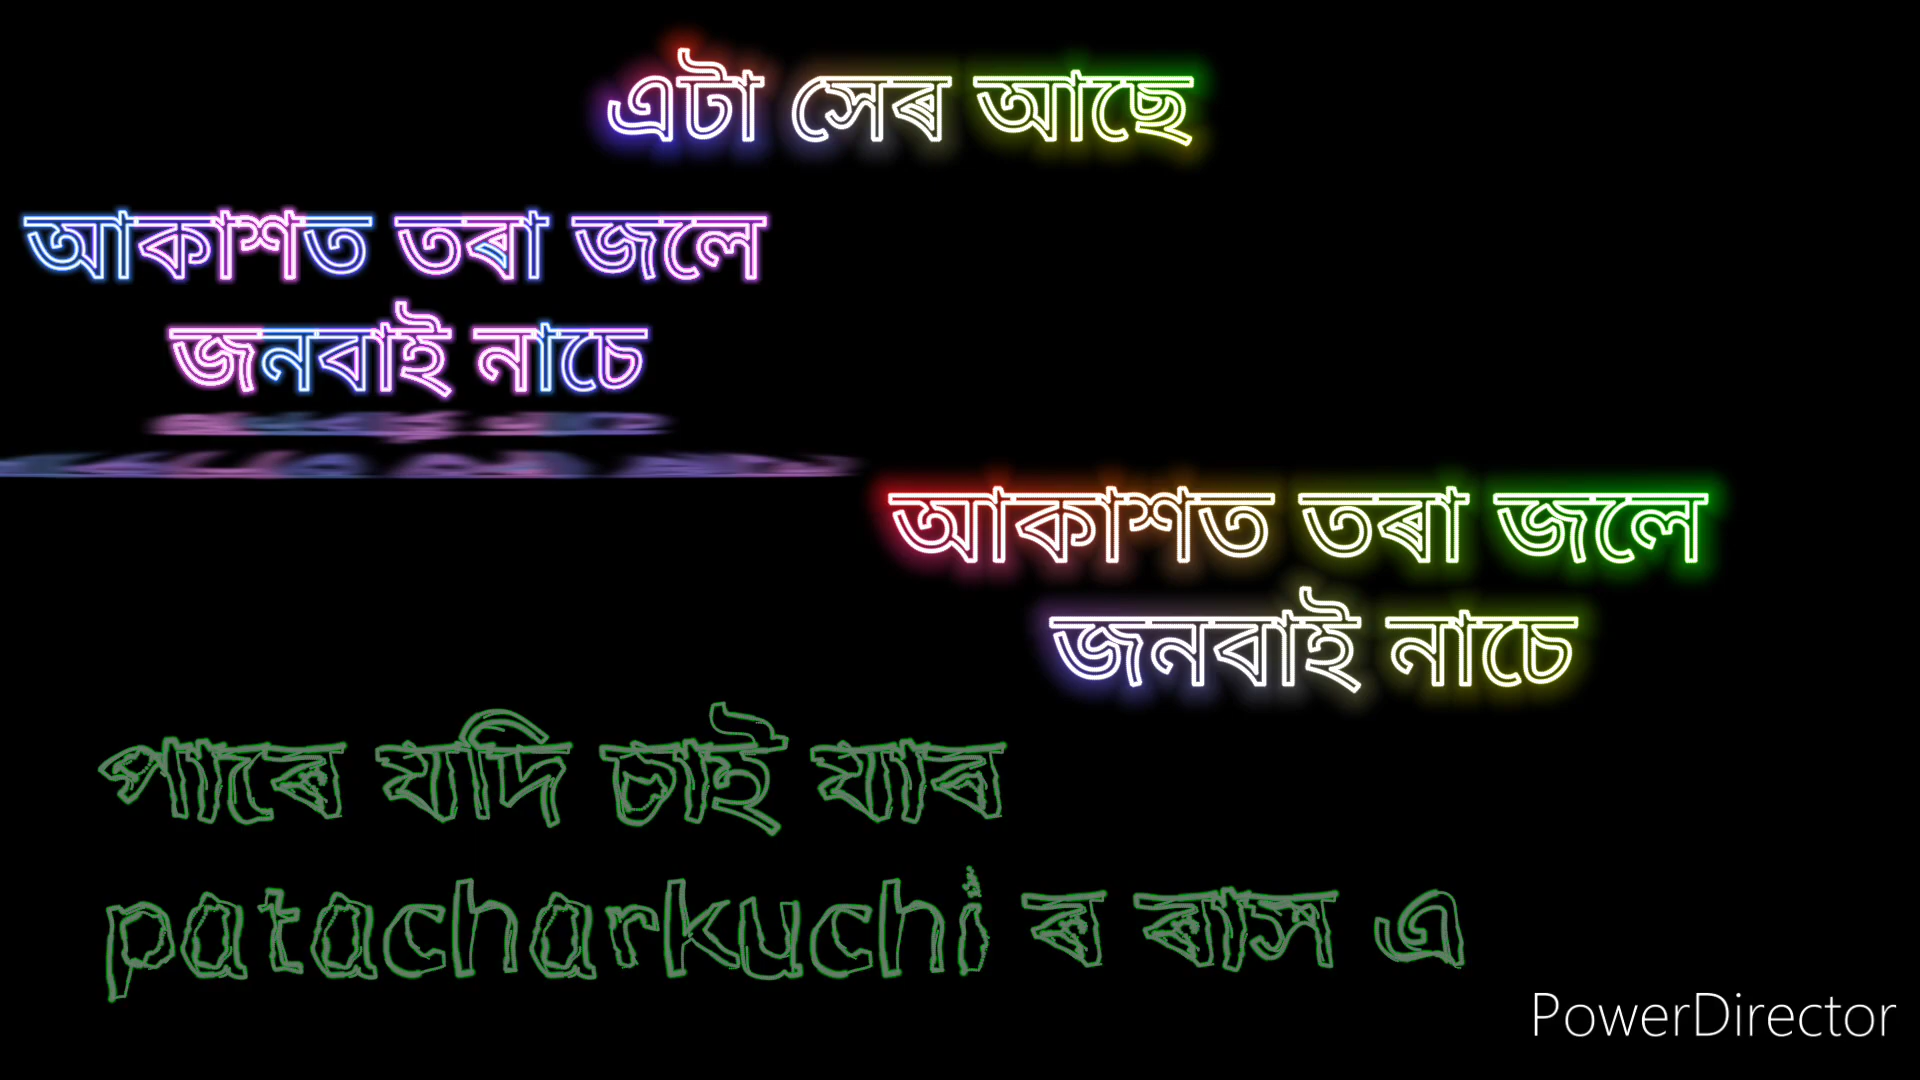 এটা সেৰ আছে
আকাশত তৰা জলে
জনবাই নাচে
আকাশত তৰা জলে
জনবাই নাচে
পাৰে যদি চাই যাব
patacharkuchi ৰ ৰাস এ
PowerDirector